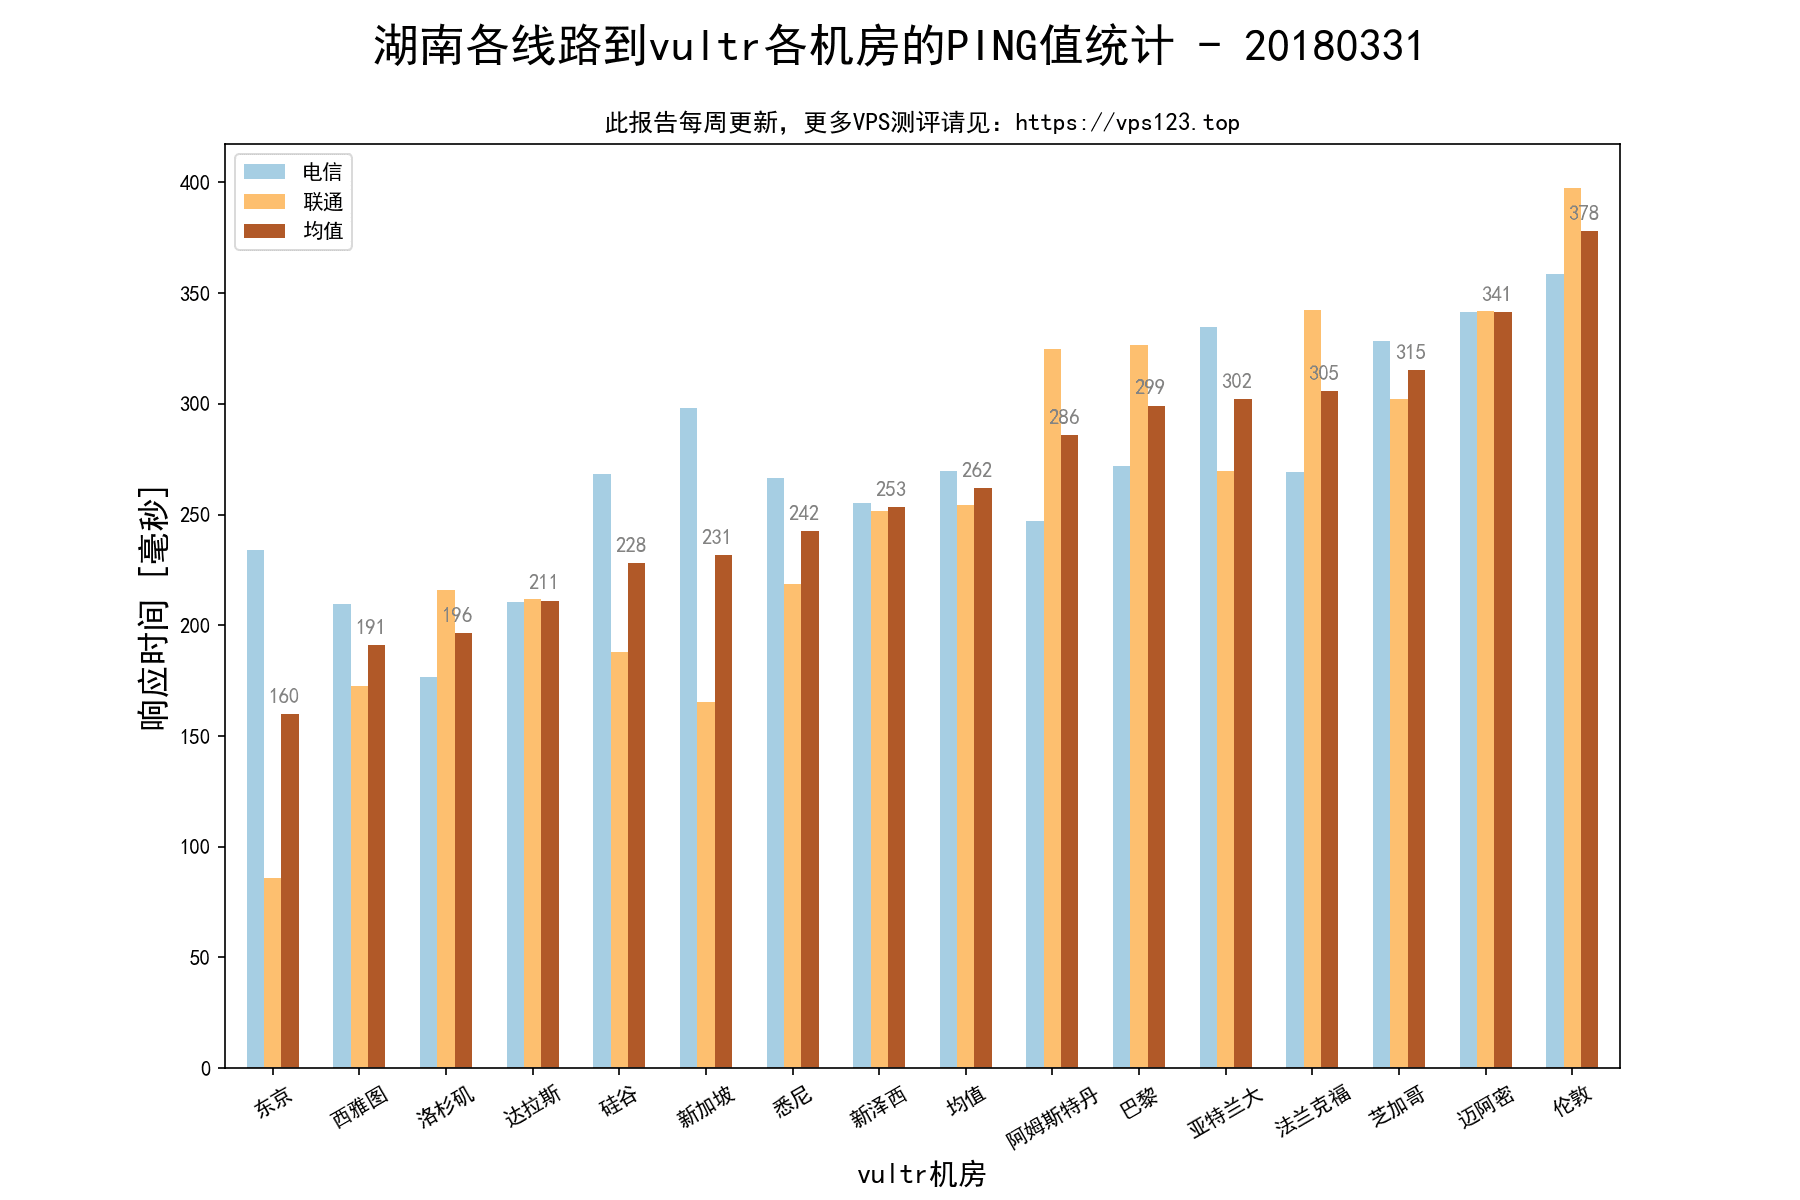 湖南各线路到vultr各机房的PING值统计 - 20180331
此报告每周更新，更多VPS测评请见：https://vps123.top
电信
联通
均值
响应时间 [毫秒]
400
350
300
250
200
150
100
50
0
160
191
196
211
228
231
242
253
262
286
299
302
305
315
341
378
东京
西雅图
洛杉矶
达拉斯
硅谷
新加坡
悉尼
新泽西
均值
阿姆斯特丹
巴黎
亚特兰大
法兰克福
芝加哥
迈阿密
伦敦
vultr机房